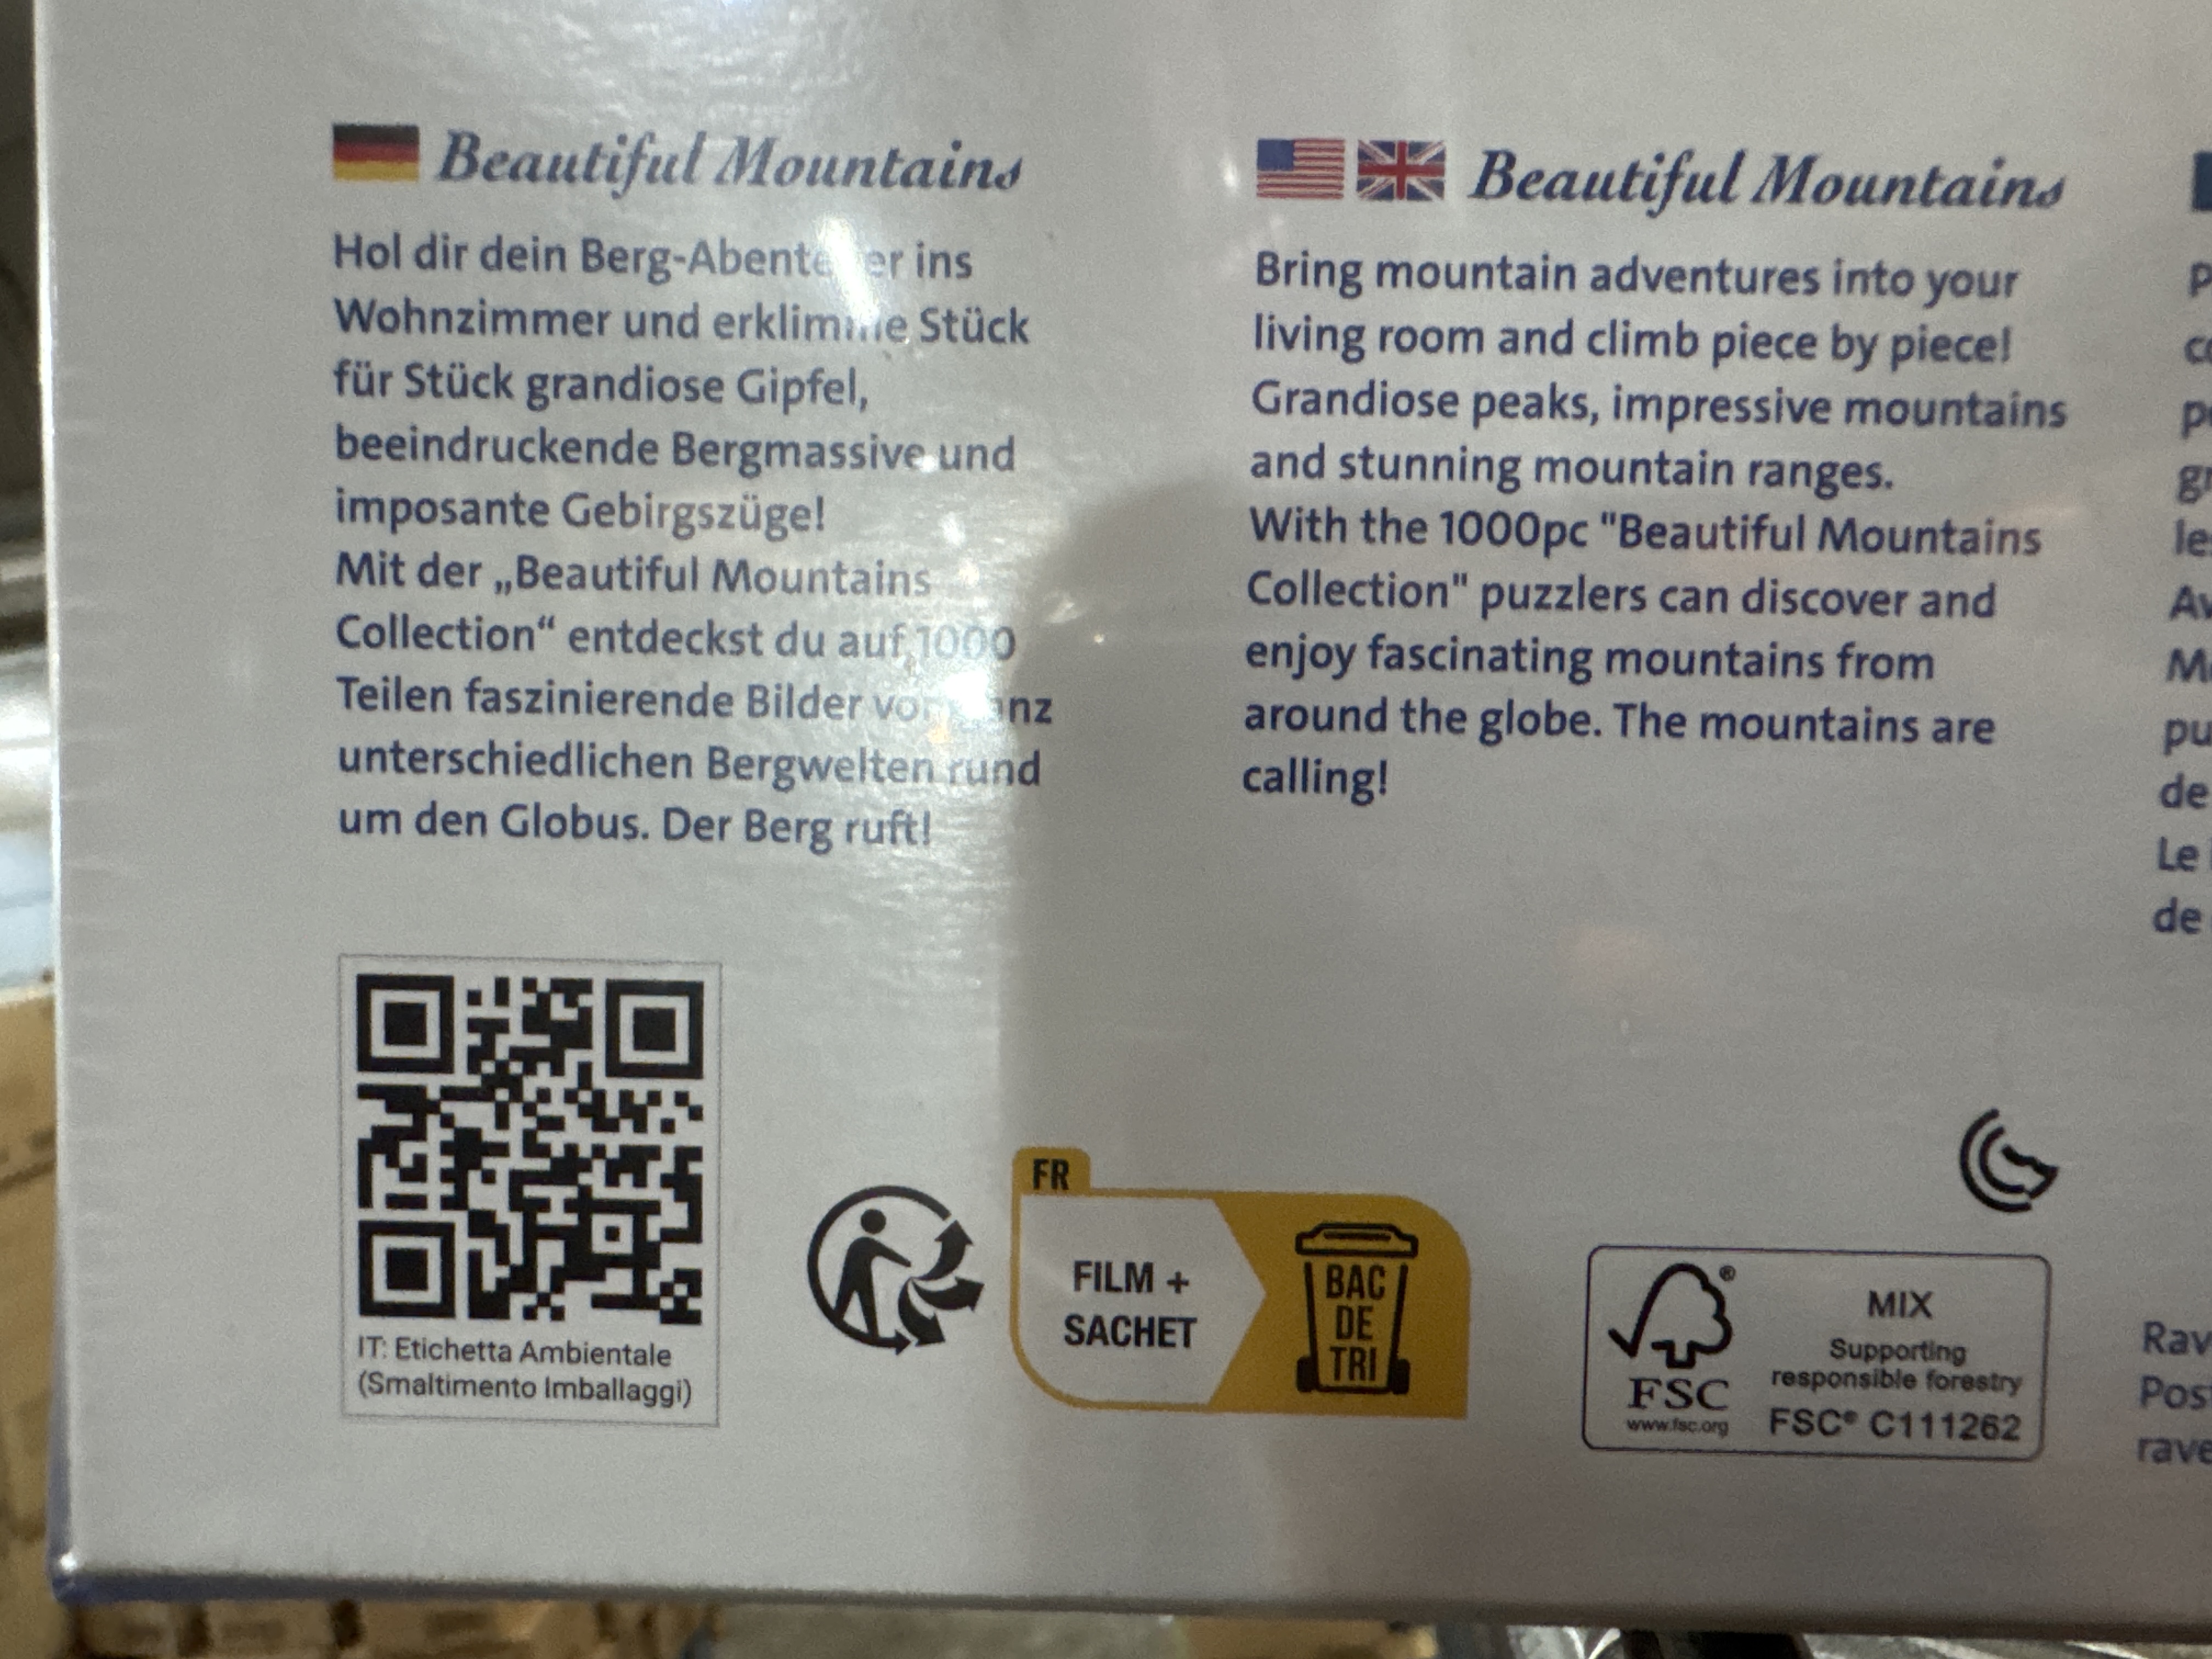 Beautiful Mountains
Hol dir dein Berg-Abenteuer ins
Wohnzimmer und erklimme Stück
für Stück grandiose Gipfel,
beeindruckende Bergmassive und
imposante Gebirgszüge!
Mit der „Beautiful Mountains
Collection“ entdeckst du auf 1000
Teilen faszinierende Bilder
unterschiedlichen Bergwelten rund
um den Globus. Der Berg ruft!
Beautiful Mountains
Bring mountain adventures into your
living room and climb piece by piece!
Grandiose peaks, impressive mountains
and stunning mountain ranges.
With the 1000pc "Beautiful Mountains
Collection" puzzlers can discover and
enjoy fascinating mountains from
around the globe. The mountains are
calling!
Le
de
IT: Etichetta Ambientale
(Smaltimento Imballaggi)
FR
FILM +
SACHET
BAC
DE
TRI
FSC
www.fsc.org
MIX
Supporting
responsible forestry
FSC® C111262